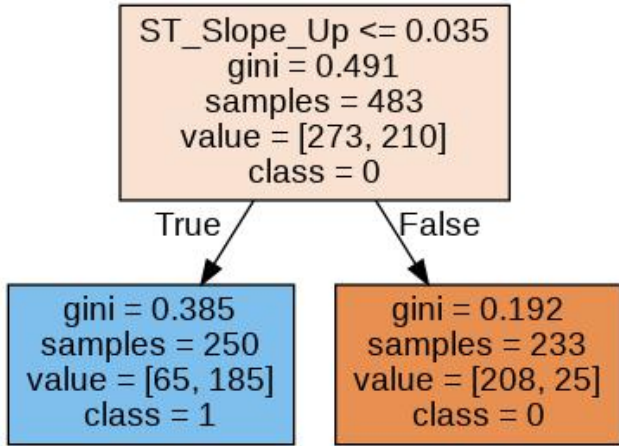 ST_Slope_Up <= 0.035
gini = 0.491
samples = 483
value = [273, 210]
class = 0
True
False
gini = 0.385
samples = 250
value = [65, 185]
class = 1
gini = 0.192
samples = 233
value = [208, 25]
class = 0